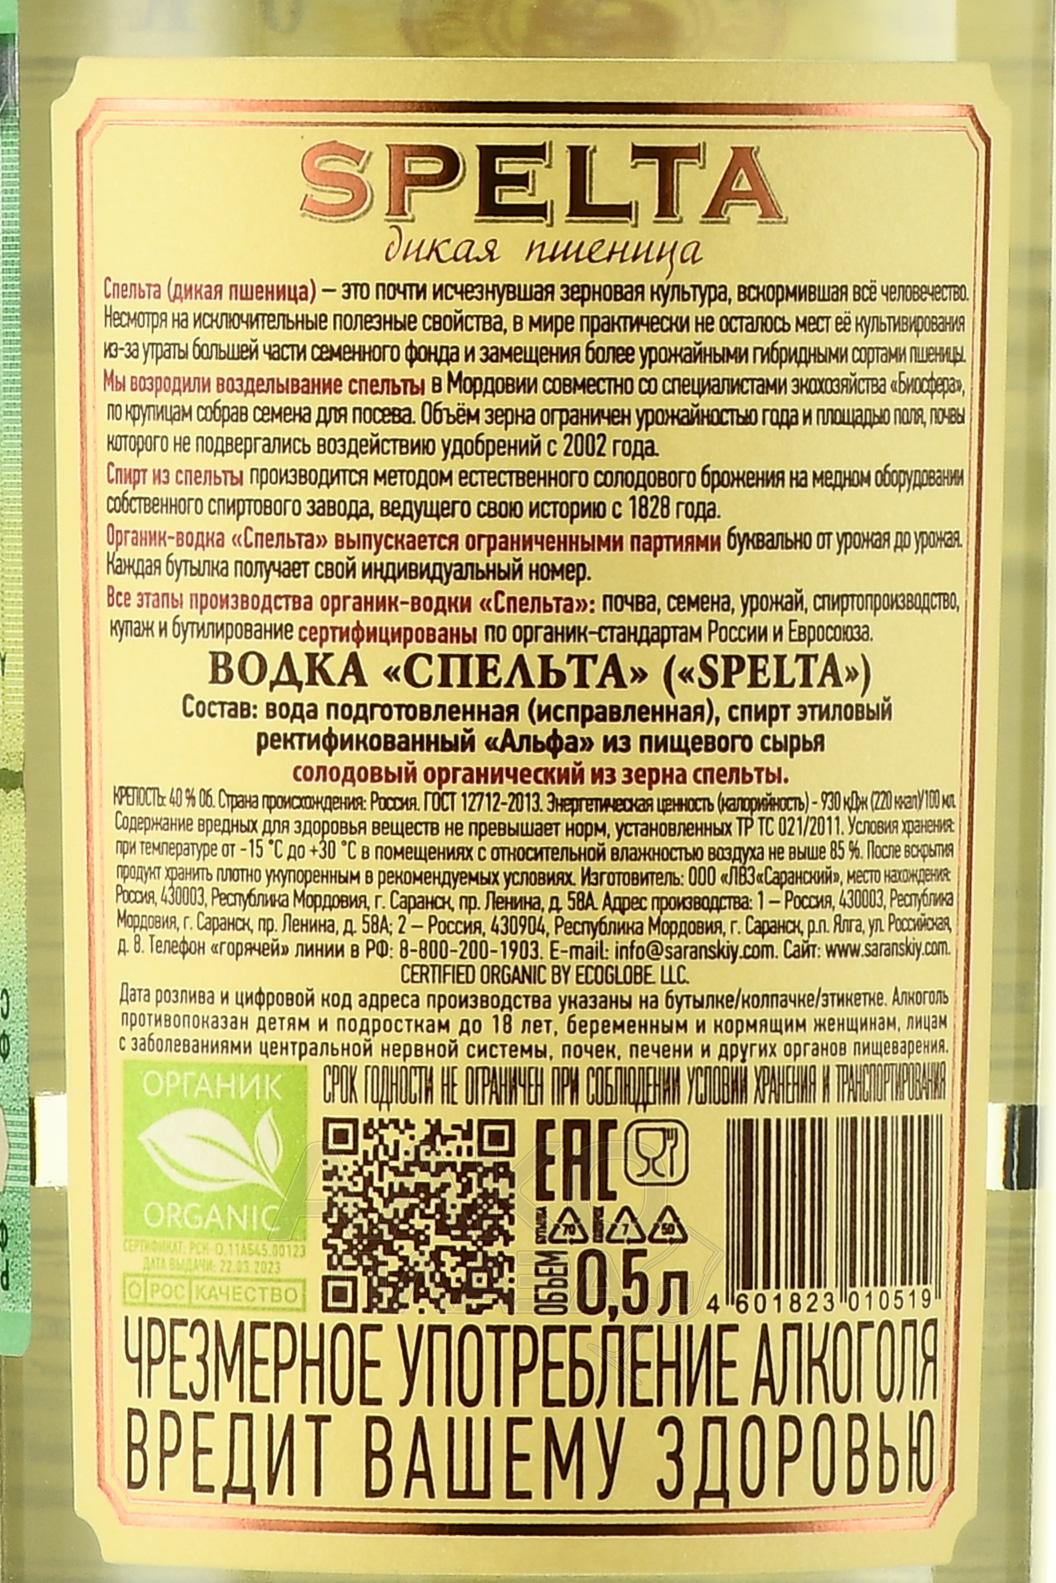 SPELTA
дикая пшеница
Спельта (дикая пшеница) – это почти исчезнувшая зерновая культура, вскормившая всё человечество.
Несмотря на исключительные полезные свойства, в мире практически не осталось мест её культивирования
из-за утраты большей части семенного фонда и замещения более урожайными гибридными сортами пшеницы.
Мы возродили возделывание спельты в Мордовии совместно со специалистами экохозяйства «Биосфера»,
по крупицам собрав семена для посева. Объём зерна ограничен урожайностью года и площадью поля, почвы
которого не подвергались воздействию удобрений с 2002 года.
Спирт из спельты производится методом естественного солодового брожения на медном оборудовании
собственного спиртового завода, ведущего свою историю с 1828 года.
Органик-водка «Спельта» выпускается ограниченными партиями буквально от урожая до урожая.
Каждая бутылка получает свой индивидуальный номер.
Все этапы производства органик-водки «Спельта»: почва, семена, урожай, спиртопроизводство,
купаж и бутилирование сертифицированы по органик-стандартам России и Евросоюза.
ВОДКА «СПЕЛЬТА» («SPELTA»)
Состав: вода подготовленная (исправленная), спирт этиловый
ректификованный «Альфа» из пищевого сырья
солодовый органический из зерна спельты.
КРЕПОСТЬ: 40 % Об. Страна происхождения: Россия. ГОСТ 12712-2013. Энергетическая ценность (калорийность) - 930 кДж (220 ккал)/100 мл.
Содержание вредных для здоровья веществ не превышает норм, установленных ТР ТС 021/2011. Условия хранения:
при температуре от -15 °С до +30 °С в помещениях с относительной влажностью воздуха не выше 85 %. После вскрытия
продукт хранить плотно укупоренным в рекомендуемых условиях. Изготовитель: ООО «ЛВЗ«Саранский», место нахождения:
Россия, 430003, Республика Мордовия, г. Саранск, пр. Ленина, д. 58А. Адрес производства: 1 – Россия, 430003, Республика
Мордовия, г. Саранск, пр. Ленина, д. 58А; 2 – Россия, 430904, Республика Мордовия, г. Саранск, р.п. Ялга, ул. Российская,
д. 8. Телефон «горячей» линии в РФ: 8-800-200-1903. E-mail: info@saranskiy.com. Сайт: www.saranskiy.com.
CERTIFIED ORGANIC BY ECOGLOBE, LLC.
Дата розлива и цифровой код адреса производства указаны на бутылке/колпачке/этикетке. Алкоголь
противопоказан детям и подросткам до 18 лет, беременным и кормящим женщинам, лицам
с заболеваниями центральной нервной системы, почек, печени и других органов пищеварения.
СРОК ГОДНОСТИ НЕ ОГРАНИЧЕН ПРИ СОБЛЮДЕНИИ УСЛОВИЙ ХРАНЕНИЯ И ТРАНСПОРТИРОВАНИЯ
ОРГАНИК
ORGANIC
СЕРТИФИКАТ: РСК-О.11АБ45.00123
ДАТА ВЫДАЧИ: 22.03.2023
РОСКАЧЕСТВО
EAC
БУТЫЛКА 70 7 50
ОБЪЕМ 0,5 л
4 601823 010519
ЧРЕЗМЕРНОЕ УПОТРЕБЛЕНИЕ АЛКОГОЛЯ
ВРЕДИТ ВАШЕМУ ЗДОРОВЬЮ